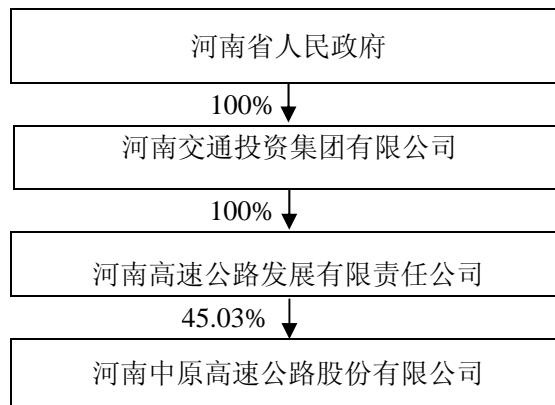 河南省人民政府
100%
河南交通投资集团有限公司
100%
河南高速公路发展有限责任公司
45.03%
河南中原高速公路股份有限公司